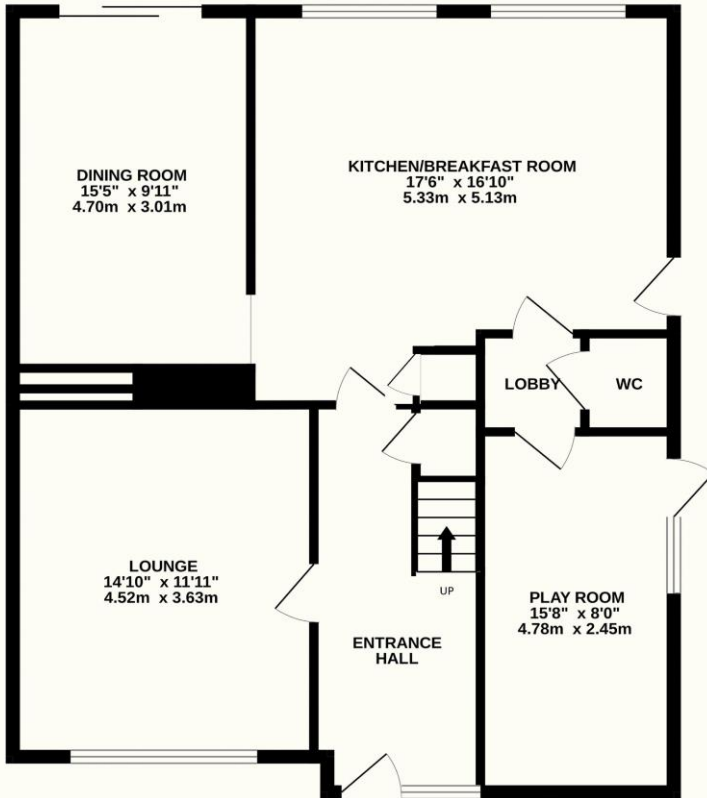 DINING ROOM
15'5" x 9'11"
4.70m x 3.01m
KITCHEN/BREAKFAST ROOM
17'6" x 16'10"
5.33m x 5.13m
LOBBY
WC
LOUNGE
14'10" x 11'11"
4.52m x 3.63m
UP
PLAY ROOM
15'8" x 8'0"
4.78m x 2.45m
ENTRANCE
HALL